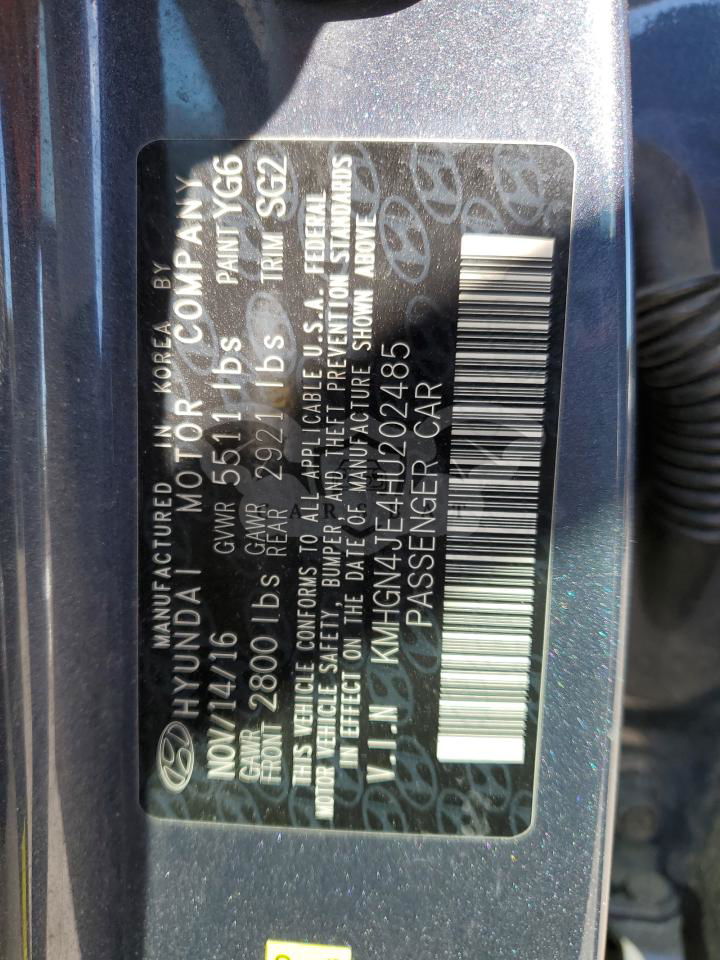 MANUFACTURED IN KOREA BY
HYUNDAI MOTOR COMPANY
NOV/14/16 GVWR 5511 lbs PAINT YG6
GAWR FRONT 2800 lbs GAWR REAR 2921 lbs TRIM SG2
THIS VEHICLE CONFORMS TO ALL APPLICABLE U.S.A. FEDERAL
MOTOR VEHICLE SAFETY, BUMPER, AND THEFT PREVENTION STANDARDS
IN EFFECT ON THE DATE OF MANUFACTURE SHOWN ABOVE
V.I.N KMHGN4JE4HU202485
PASSENGER CAR